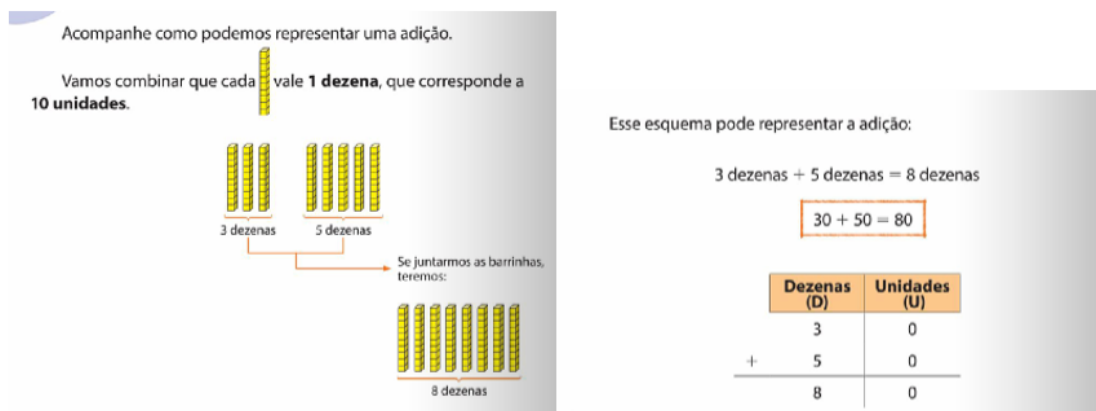 Acompanhe como podemos representar uma adição.
Vamos combinar que cada vale 1 dezena, que corresponde a
10 unidades.
3 dezenas 5 dezenas
Se juntarmos as barrinhas,
teremos:
8 dezenas
Esse esquema pode representar a adição:
3 dezenas + 5 dezenas = 8 dezenas
30 + 50 = 80
Dezenas Unidades
(D) (U)
3 0
+ 5 0
8 0